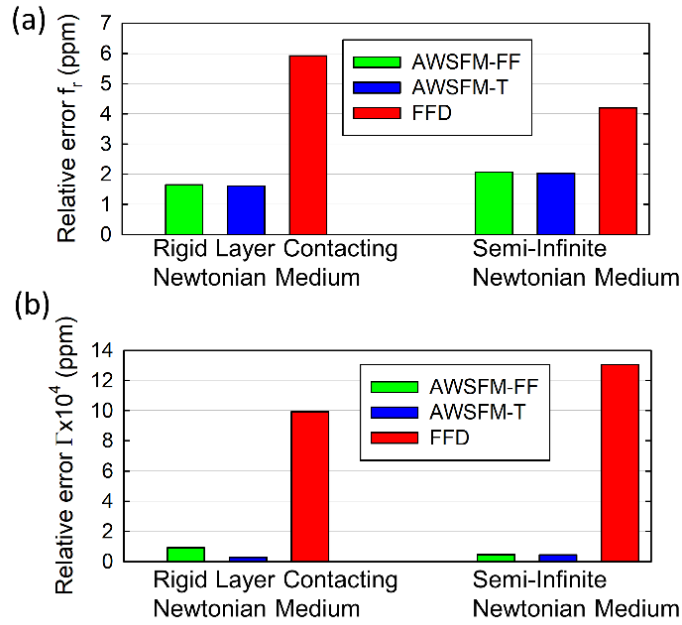 (a)
Relative error fᵣ (ppm)
7
6
5
4
3
2
1
0
AWSFM-FF
AWSFM-T
FFD
Rigid Layer Contacting
Newtonian Medium
Semi-Infinite
Newtonian Medium
(b)
Relative error Γx10⁴ (ppm)
14
12
10
8
6
4
2
0
AWSFM-FF
AWSFM-T
FFD
Rigid Layer Contacting
Newtonian Medium
Semi-Infinite
Newtonian Medium